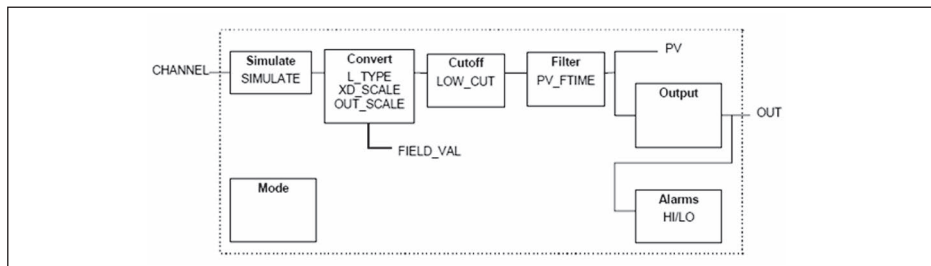 CHANNEL
Simulate
SIMULATE
Convert
L_TYPE
XD_SCALE
OUT_SCALE
FIELD_VAL
Cutoff
LOW_CUT
Filter
PV_FTIME
PV
Output
OUT
Mode
Alarms
HI/LO